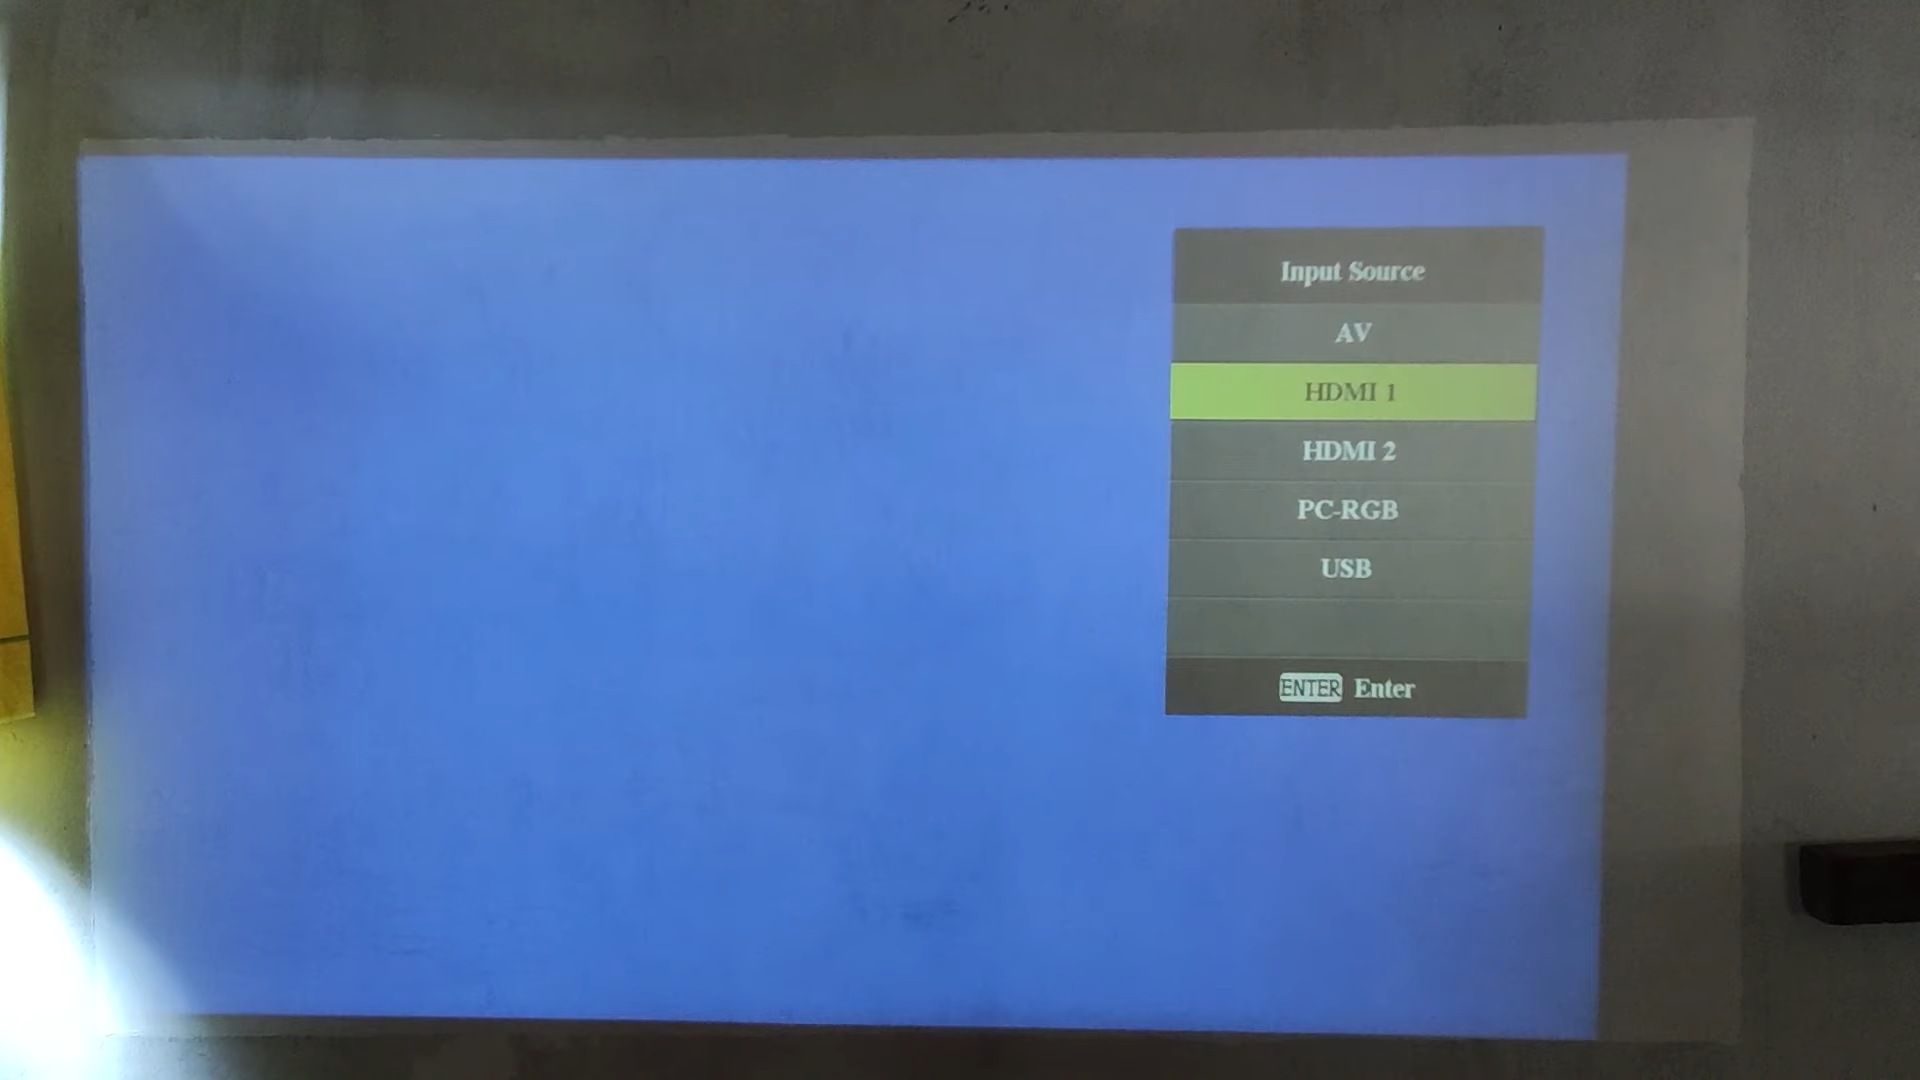 Input Source
AV
HDMI 1
HDMI 2
PC-RGB
USB
ENTER Enter